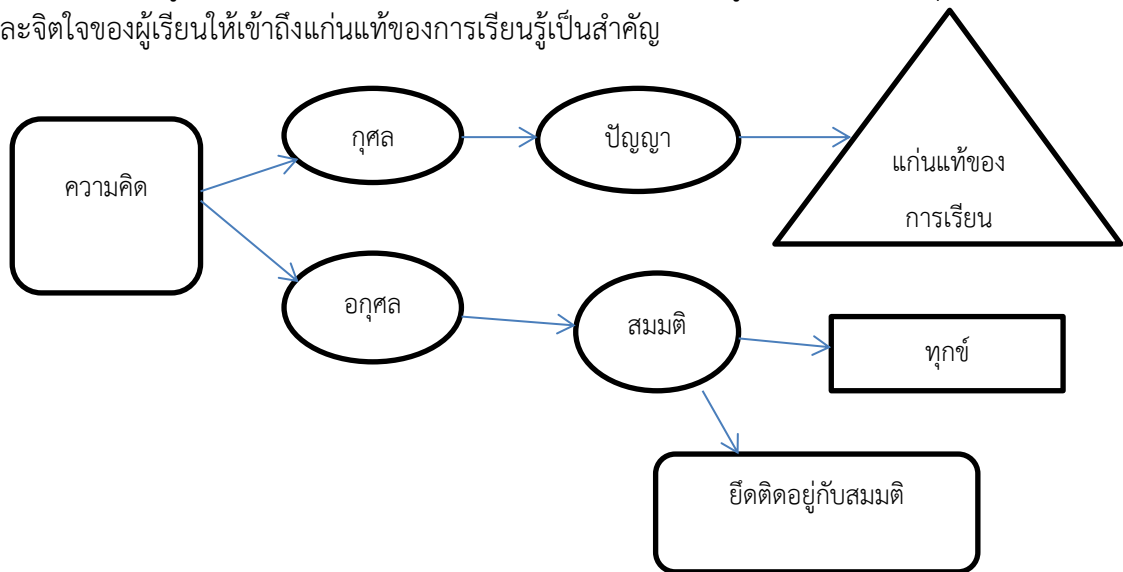 ละจิตใจของผู้เรียนให้เข้าถึงแก่นแท้ของการเรียนรู้เป็นสำคัญ
ความคิด
กุศล
ปัญญา
แก่นแท้ของ
การเรียน
อกุศล
สมมติ
ทุกข์
ยึดติดอยู่กับสมมติ